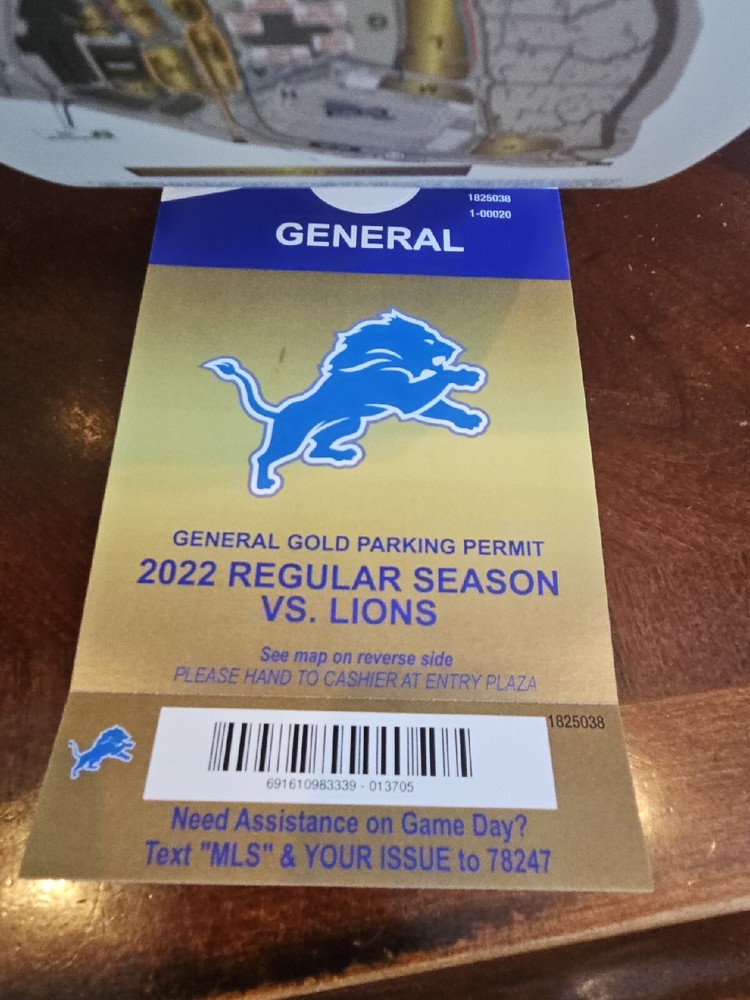 1825038
1-00020
GENERAL
GENERAL GOLD PARKING PERMIT
2022 REGULAR SEASON
VS. LIONS
See map on reverse side
PLEASE HAND TO CASHIER AT ENTRY PLAZA
1825038
691610983339 - 013705
Need Assistance on Game Day?
Text "MLS" & YOUR ISSUE to 78247